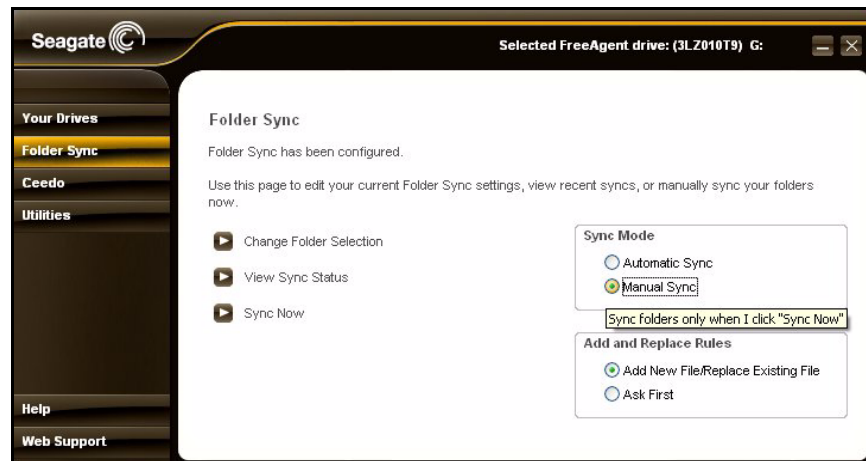 Seagate
Selected FreeAgent drive: (3LZ010T9) G:
Your Drives
Folder Sync
Ceedo
Utilities
Help
Web Support
Folder Sync
Folder Sync has been configured.
Use this page to edit your current Folder Sync settings, view recent syncs, or manually sync your folders
now.
Change Folder Selection
View Sync Status
Sync Now
Sync Mode
Automatic Sync
Manual Sync
Sync folders only when I click "Sync Now"
Add and Replace Rules
Add New File/Replace Existing File
Ask First